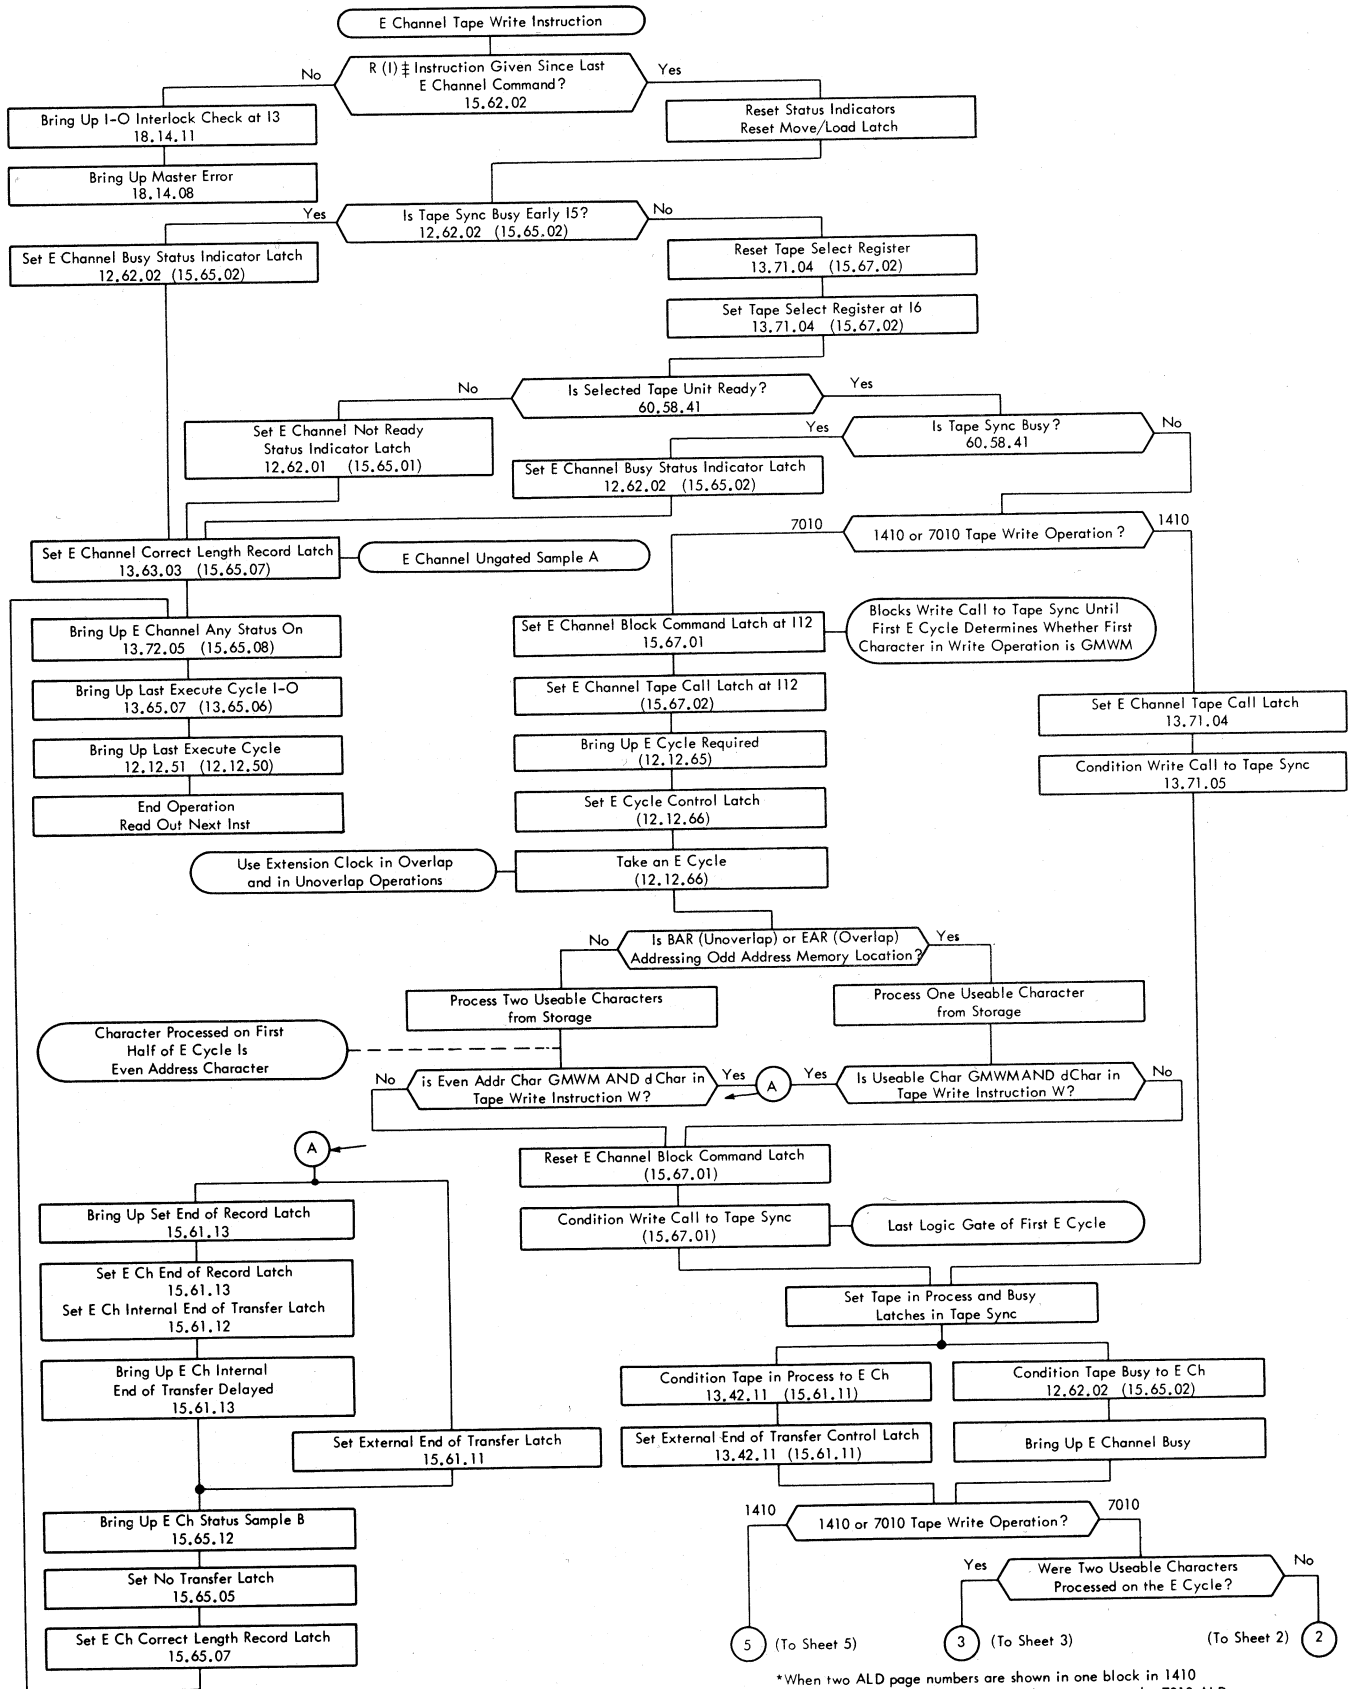 E Channel Tape Write Instruction
R (I) ‡ Instruction Given Since Last
E Channel Command?
15.62.02
No
Yes
Bring Up I-O Interlock Check at I3
18.14.11
Reset Status Indicators
Reset Move/Load Latch
Bring Up Master Error
18.14.08
Is Tape Sync Busy Early I5?
12.62.02 (15.65.02)
Yes
No
Set E Channel Busy Status Indicator Latch
12.62.02 (15.65.02)
Reset Tape Select Register
13.71.04 (15.67.02)
Set Tape Select Register at I6
13.71.04 (15.67.02)
Is Selected Tape Unit Ready?
60.58.41
No
Yes
Set E Channel Not Ready
Status Indicator Latch
12.62.01 (15.65.01)
Is Tape Sync Busy?
60.58.41
Yes
No
Set E Channel Busy Status Indicator Latch
12.62.02 (15.65.02)
1410 or 7010 Tape Write Operation ?
7010
1410
Set E Channel Correct Length Record Latch
13.63.03 (15.65.07)
E Channel Ungated Sample A
Bring Up E Channel Any Status On
13.72.05 (15.65.08)
Set E Channel Block Command Latch at I12
15.67.01
Blocks Write Call to Tape Sync Until
First E Cycle Determines Whether First
Character in Write Operation is GMWM
Bring Up Last Execute Cycle I-O
13.65.07 (13.65.06)
Set E Channel Tape Call Latch at I12
(15.67.02)
Set E Channel Tape Call Latch
13.71.04
Bring Up Last Execute Cycle
12.12.51 (12.12.50)
Bring Up E Cycle Required
(12.12.65)
Condition Write Call to Tape Sync
13.71.05
End Operation
Read Out Next Inst
Set E Cycle Control Latch
(12.12.66)
Use Extension Clock in Overlap
and in Unoverlap Operations
Take an E Cycle
(12.12.66)
Is BAR (Unoverlap) or EAR (Overlap)
Addressing Odd Address Memory Location?
No
Yes
Process Two Useable Characters
from Storage
Process One Useable Character
from Storage
Character Processed on First
Half of E Cycle Is
Even Address Character
No
is Even Addr Char GMWM AND d Char in
Tape Write Instruction W?
Yes
A
Yes
Is Useable Char GMWM AND dChar in
Tape Write Instruction W?
No
A
Reset E Channel Block Command Latch
(15.67.01)
Bring Up Set End of Record Latch
15.61.13
Condition Write Call to Tape Sync
(15.67.01)
Last Logic Gate of First E Cycle
Set E Ch End of Record Latch
15.61.13
Set E Ch Internal End of Transfer Latch
15.61.12
Set Tape in Process and Busy
Latches in Tape Sync
Bring Up E Ch Internal
End of Transfer Delayed
15.61.13
Condition Tape in Process to E Ch
13.42.11 (15.61.11)
Condition Tape Busy to E Ch
12.62.02 (15.65.02)
Set External End of Transfer Latch
15.61.11
Set External End of Transfer Control Latch
13.42.11 (15.61.11)
Bring Up E Channel Busy
Bring Up E Ch Status Sample B
15.65.12
1410
1410 or 7010 Tape Write Operation?
7010
Set No Transfer Latch
15.65.05
Yes
Were Two Useable Characters
Processed on the E Cycle?
No
Set E Ch Correct Length Record Latch
15.65.07
5 (To Sheet 5)
3 (To Sheet 3)
(To Sheet 2) 2
*When two ALD page numbers are shown in one block in 1410